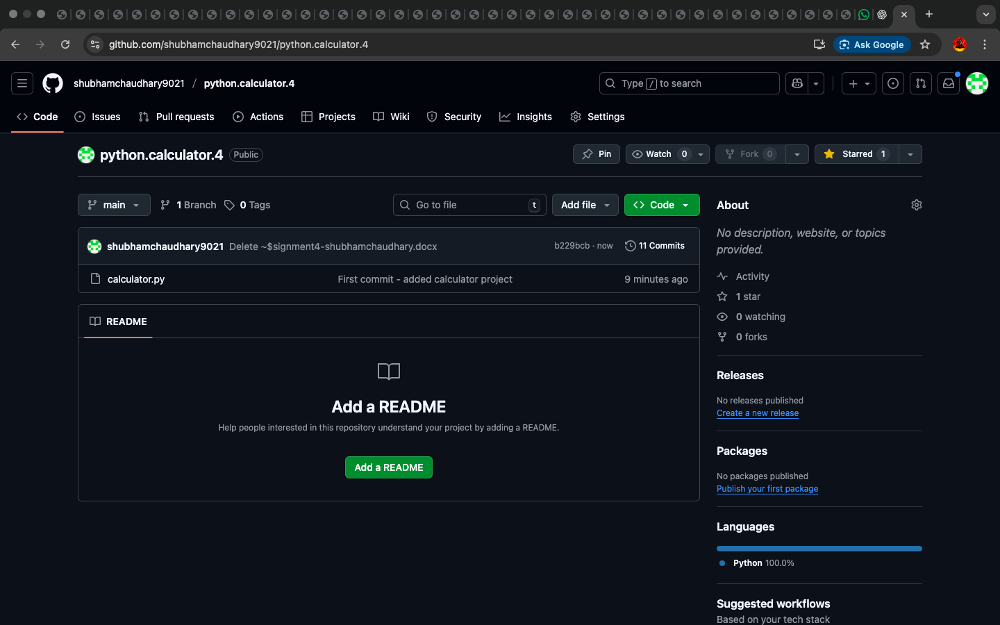 github.com/shubhamchaudhary9021/python.calculator.4
Ask Google
shubhamchaudhary9021 / python.calculator.4
Type / to search
Code
Issues
Pull requests
Actions
Projects
Wiki
Security
Insights
Settings
python.calculator.4
Public
Pin
Watch 0
Fork 0
Starred 1
main
1 Branch
0 Tags
Go to file
t
Add file
Code
shubhamchaudhary9021 Delete ~$signment4-shubhamchaudhary.docx
b229bcb · now
11 Commits
calculator.py
First commit - added calculator project
9 minutes ago
README
Add a README
Help people interested in this repository understand your project by adding a README.
Add a README
About
No description, website, or topics
provided.
Activity
1 star
0 watching
0 forks
Releases
No releases published
Create a new release
Packages
No packages published
Publish your first package
Languages
Python 100.0%
Suggested workflows
Based on your tech stack